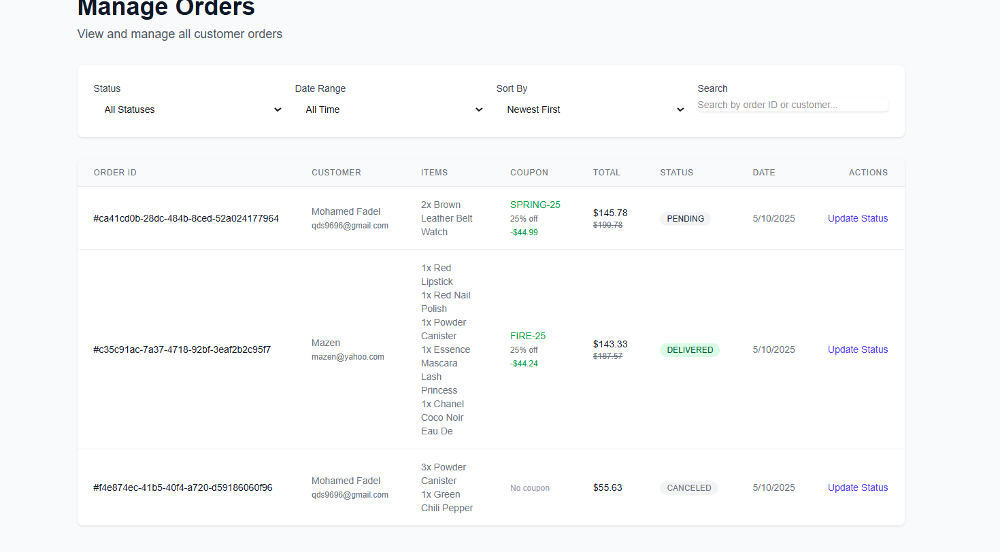 Manage Orders
View and manage all customer orders
Status
Date Range
Sort By
Search
All Statuses
All Time
Newest First
Search by order ID or customer...
ORDER ID
CUSTOMER
ITEMS
COUPON
TOTAL
STATUS
DATE
ACTIONS
#ca41cd0b-28dc-484b-8ced-52a024177964
Mohamed Fadel
qds9696@gmail.com
2x Brown
Leather Belt
Watch
SPRING-25
25% off
-$44.99
$145.78
$190.78
PENDING
5/10/2025
Update Status
#c35c91ac-7a37-4718-92bf-3eaf2b2c95f7
Mazen
mazen@yahoo.com
1x Red
Lipstick
1x Red Nail
Polish
1x Powder
Canister
1x Essence
Mascara
Lash
Princess
1x Chanel
Coco Noir
Eau De
FIRE-25
25% off
-$44.24
$143.33
$187.57
DELIVERED
5/10/2025
Update Status
#f4e874ec-41b5-40f4-a720-d59186060f96
Mohamed Fadel
qds9696@gmail.com
3x Powder
Canister
1x Green
Chili Pepper
No coupon
$55.63
CANCELED
5/10/2025
Update Status